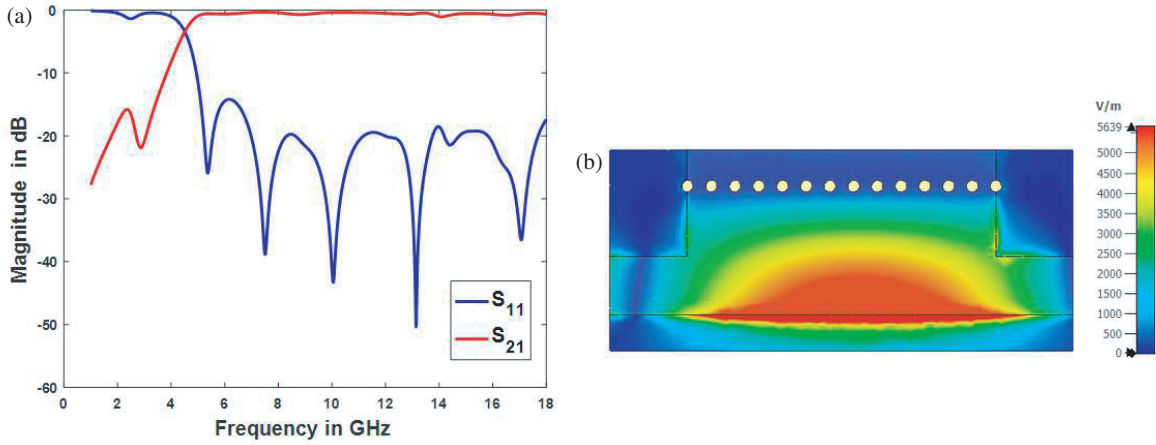 (a)
0
-10
-20
-30
-40
-50
-60
Magnitude in dB
0 2 4 6 8 10 12 14 16 18
Frequency in GHz
S11
S21
(b)
V/m
5639
5000
4500
4000
3500
3000
2500
2000
1500
1000
500
0